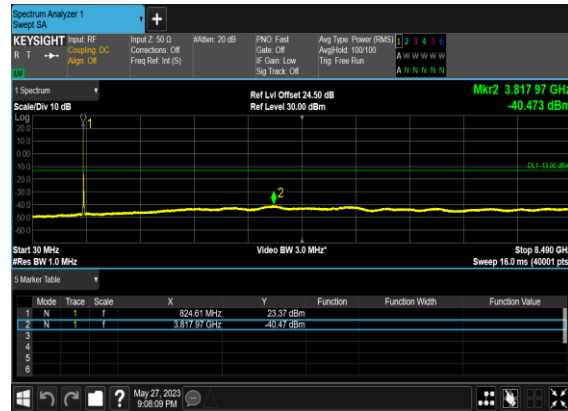 Spectrum Analyzer 1
Swept SA
+
KEYSIGHT Input: RF Input Z: 50 Ω #Atten: 20 dB PNO: Fast Avg Type: Power (RMS) 1 2 3 4 5 6
R T Coupling: DC Corrections: Off Gate: Off Avg|Hold: 100/100 A W W W W W
Align: Off Freq Ref: Int (S) IF Gain: Low Trig: Free Run
LXI Sig Track: Off A N N N N N
1 Spectrum Ref Lvl Offset 24.50 dB Mkr2 3.817 97 GHz
Scale/Div 10 dB Ref Level 30.00 dBm -40.473 dBm
Log
1
20.0
10.0
0.00
-10.0
DL1 -13.00 dBm
-20.0
-30.0
2
-40.0
-50.0
-60.0
Start 30 MHz Video BW 3.0 MHz* Stop 8.490 GHz
#Res BW 1.0 MHz Sweep 16.0 ms (40001 pts)
5 Marker Table
Mode Trace Scale X Y Function Function Width Function Value
1 N 1 f 824.61 MHz 23.37 dBm
2 N 1 f 3.817 97 GHz -40.47 dBm
3
4
5
6
? May 27, 2023
9:08:09 PM